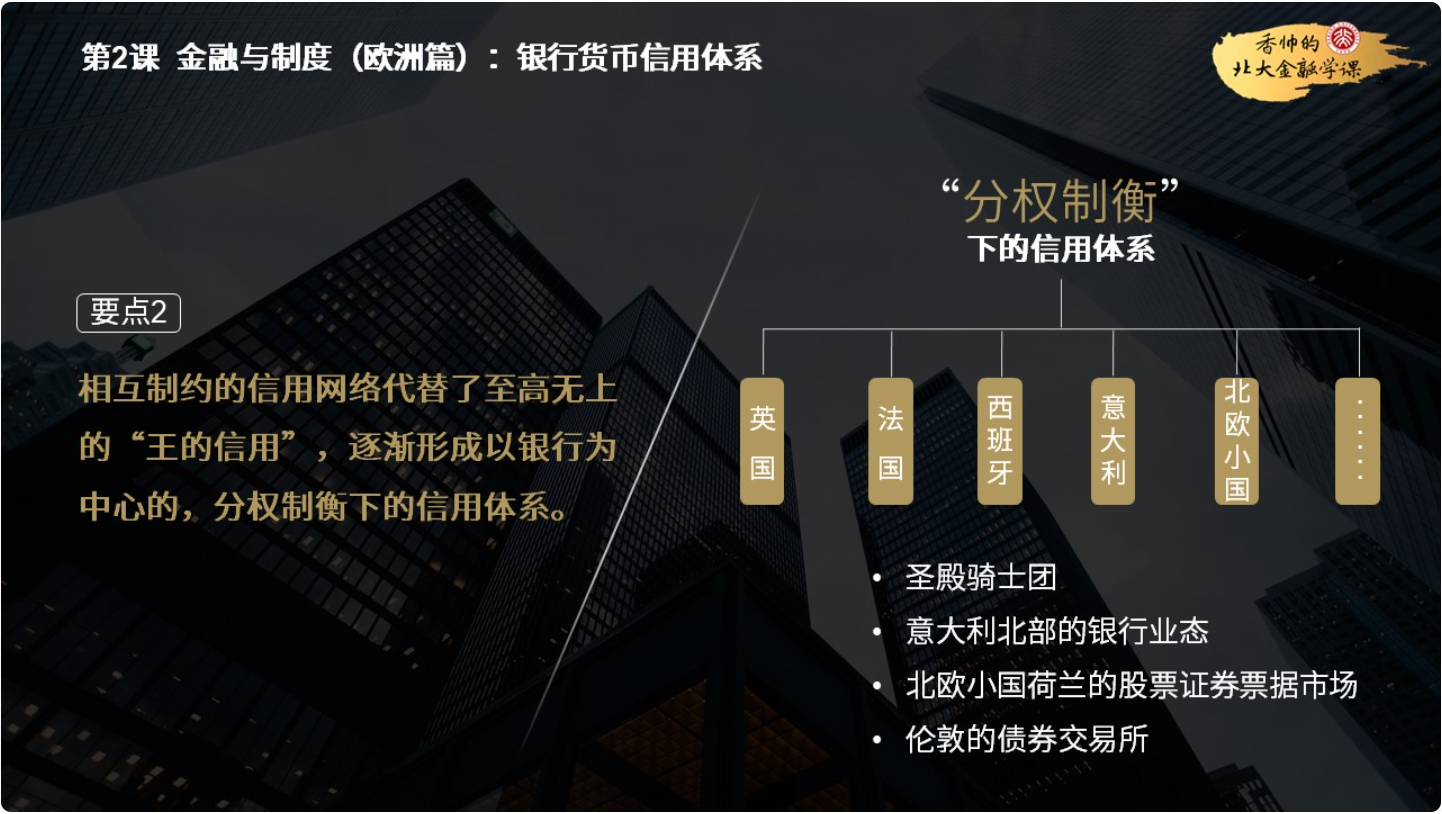 第2课 金融与制度（欧洲篇）：银行货币信用体系
香帅的
北大金融学课
要点2
相互制约的信用网络代替了至高无上
的“王的信用”，逐渐形成以银行为
中心的，分权制衡下的信用体系。
“分权制衡”
下的信用体系
英国
法国
西班牙
意大利
北欧小国
……
• 圣殿骑士团
• 意大利北部的银行业态
• 北欧小国荷兰的股票证券票据市场
• 伦敦的债券交易所